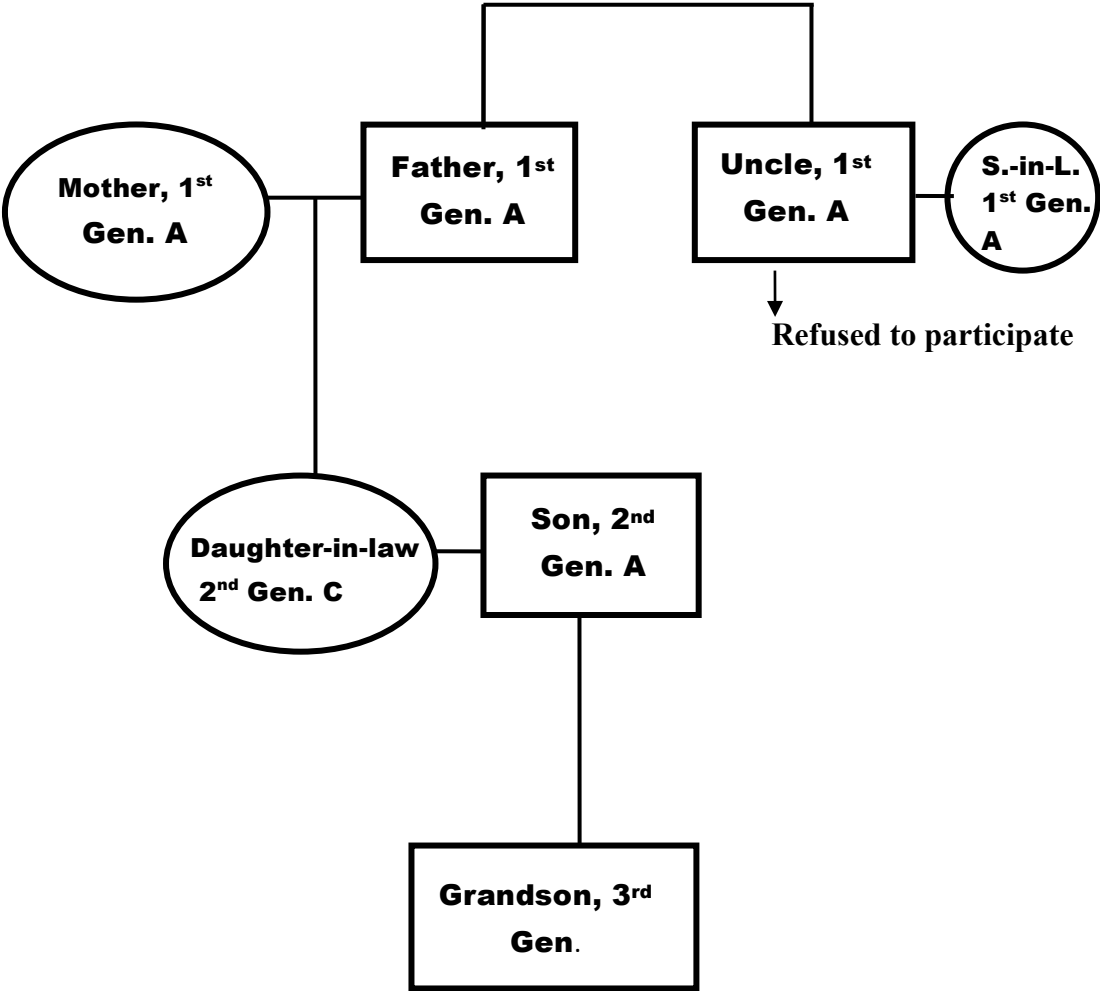 Mother, 1st
Gen. A
Father, 1st
Gen. A
Uncle, 1st
Gen. A
S.-in-L.
1st Gen.
A
Refused to participate
Daughter-in-law
2nd Gen. C
Son, 2nd
Gen. A
Grandson, 3rd
Gen.